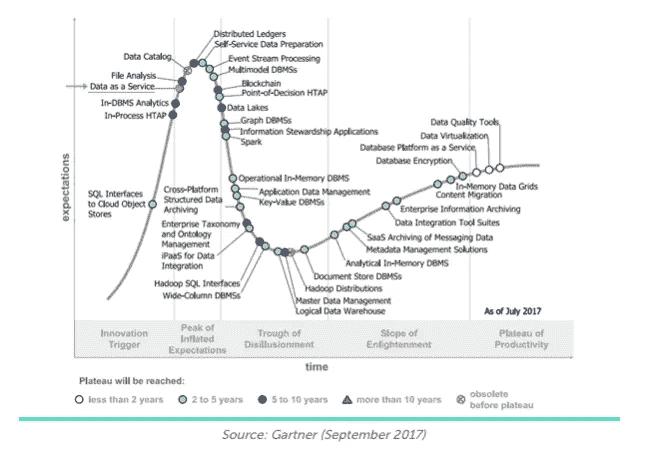 Distributed Ledgers
Self-Service Data Preparation
Data Catalog
Event Stream Processing
Multimodel DBMSs
File Analysis
Data as a Service
Blockchain
Point-of-Decision HTAP
In-DBMS Analytics
In-Process HTAP
Data Lakes
Graph DBMSs
Information Stewardship Applications
Spark
Data Quality Tools
Data Virtualization
Database Platform as a Service
Database Encryption
expectations
SQL Interfaces
to Cloud Object
Stores
Cross-Platform
Structured Data
Archiving
Operational In-Memory DBMS
Application Data Management
Key-Value DBMSs
In-Memory Data Grids
Content Migration
Enterprise Information Archiving
Data Integration Tool Suites
SaaS Archiving of Messaging Data
Metadata Management Solutions
Analytical In-Memory DBMS
Enterprise Taxonomy
and Ontology
Management
iPaaS for Data
Integration
Hadoop SQL Interfaces
Wide-Column DBMSs
Document Store DBMSs
Hadoop Distributions
Master Data Management
Logical Data Warehouse
As of July 2017
Innovation
Trigger
Peak of
Inflated
Expectations
Trough of
Disillusionment
Slope of
Enlightenment
Plateau of
Productivity
time
Plateau will be reached:
less than 2 years
2 to 5 years
5 to 10 years
more than 10 years
obsolete
before plateau
Source: Gartner (September 2017)